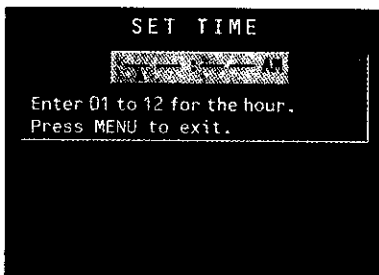 SET TIME
-- : -- AM
Enter 01 to 12 for the hour.
Press MENU to exit.